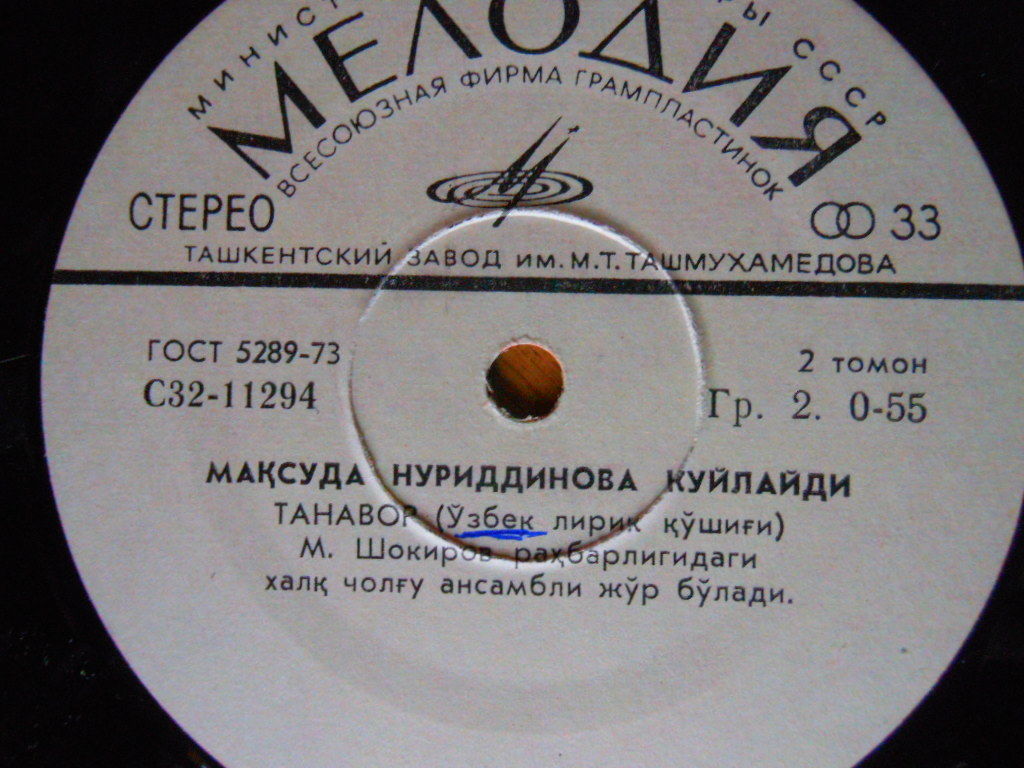 МЕЛОДИЯ
ВСЕСОЮЗНАЯ ФИРМА ГРАМПЛАСТИНОК
СССР
СТЕРЕО
33
ТАШКЕНТСКИЙ ЗАВОД ИМ. М.Т. ТАШМУХАМЕДОВА
ГОСТ 5289-73
2 томон
С32-11294
Гр. 2. 0-55
МАҚСУДА НУРИДДИНОВА КУЙЛАЙДИ
ТАНАВОР (Ўзбек лирик қўшиғи)
М. Шокиров раҳбарлигидаги
халқ чолғу ансамбли жўр бўлади.